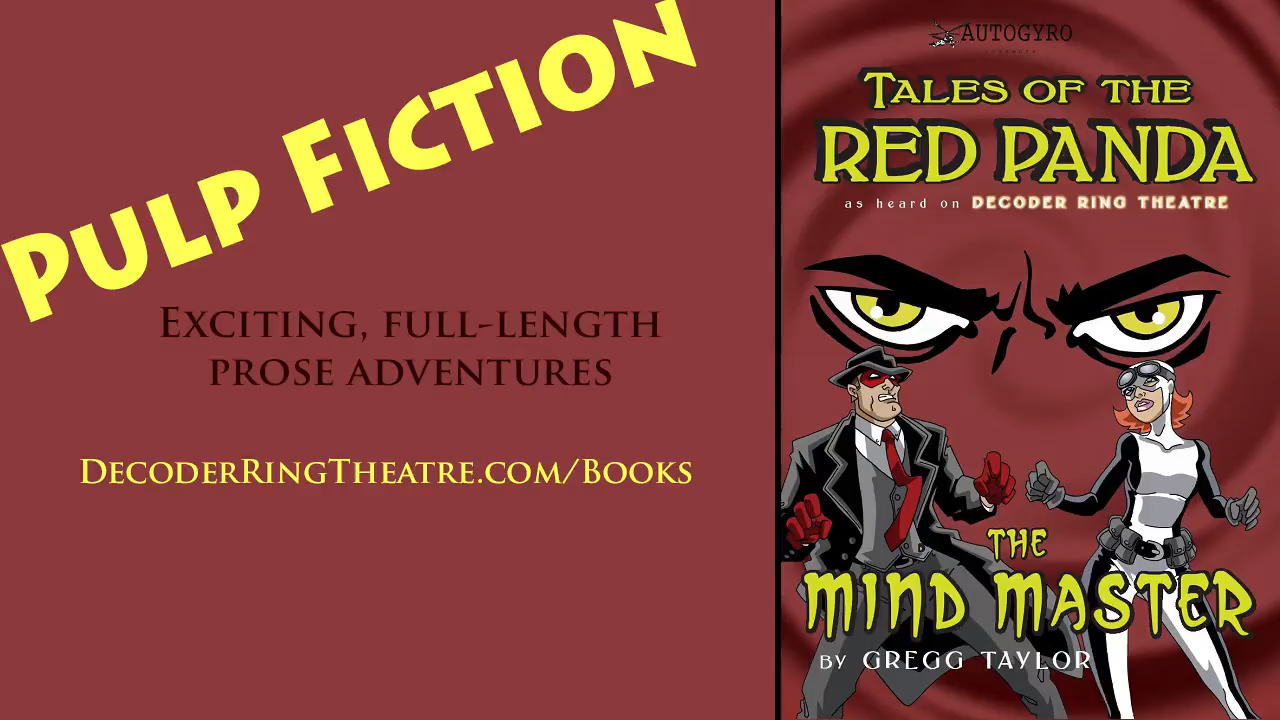 PULP FICTION
EXCITING, FULL-LENGTH
PROSE ADVENTURES
DECODERRINGTHEATRE.COM/BOOKS
AUTOGYRO
TALES OF THE
RED PANDA
as heard on DECODER RING THEATRE
THE
MIND MASTER
BY GREGG TAYLOR